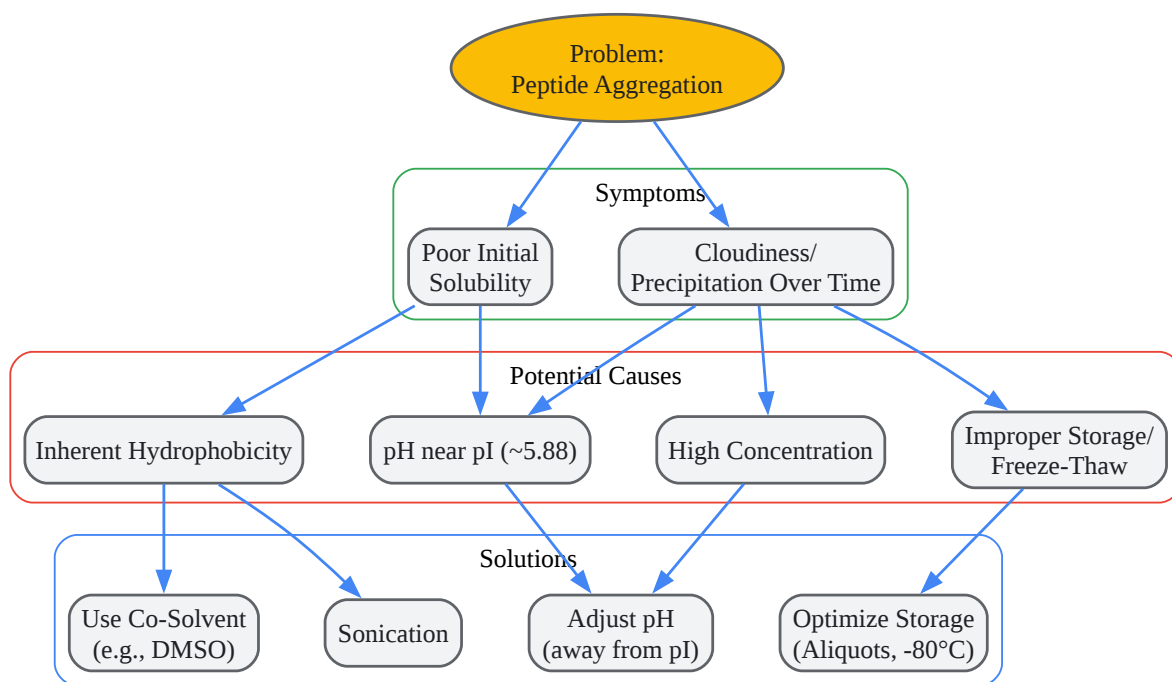 Problem:
Peptide Aggregation
Symptoms
Poor Initial
Solubility
Cloudiness/
Precipitation Over Time
Potential Causes
Inherent Hydrophobicity
pH near pI (~5.88)
High Concentration
Improper Storage/
Freeze-Thaw
Solutions
Use Co-Solvent
(e.g., DMSO)
Sonication
Adjust pH
(away from pI)
Optimize Storage
(Aliquots, -80°C)